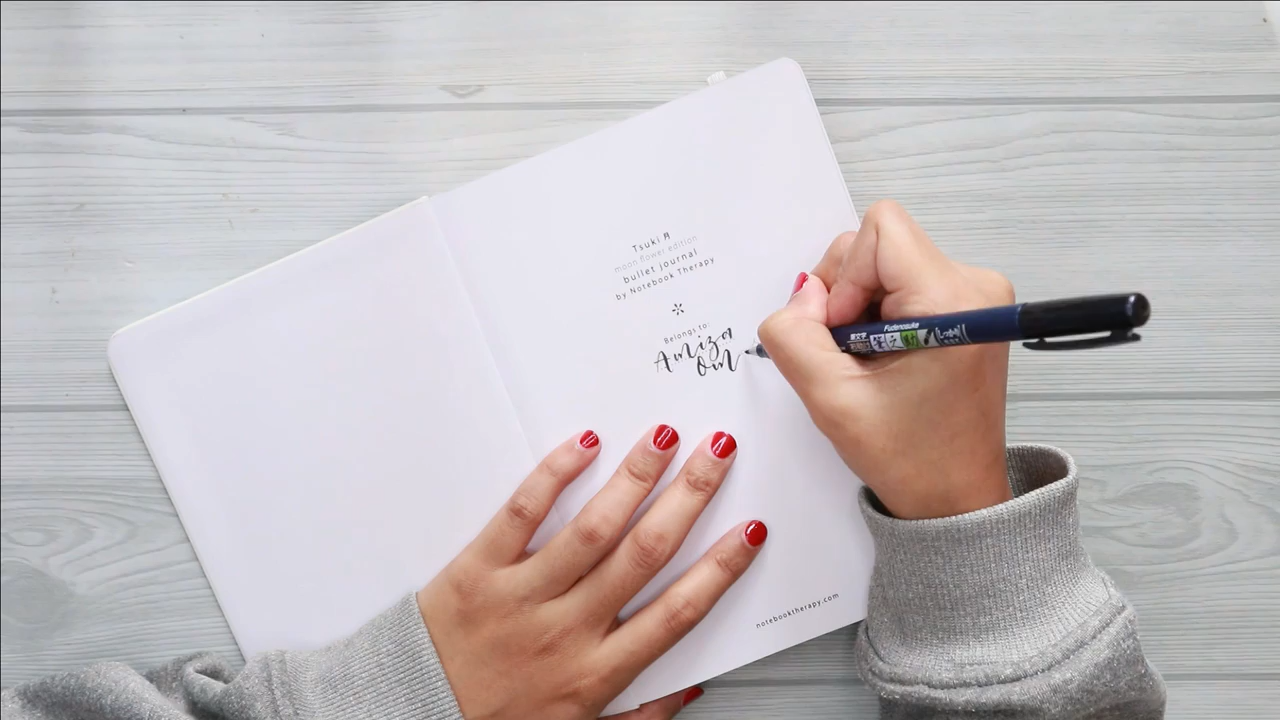 Tsuki 月
moon flower edition
bullet journal
by Notebook Therapy
Belongs to:
Amiza
Om
notebooktherapy.com
Fudenosuke